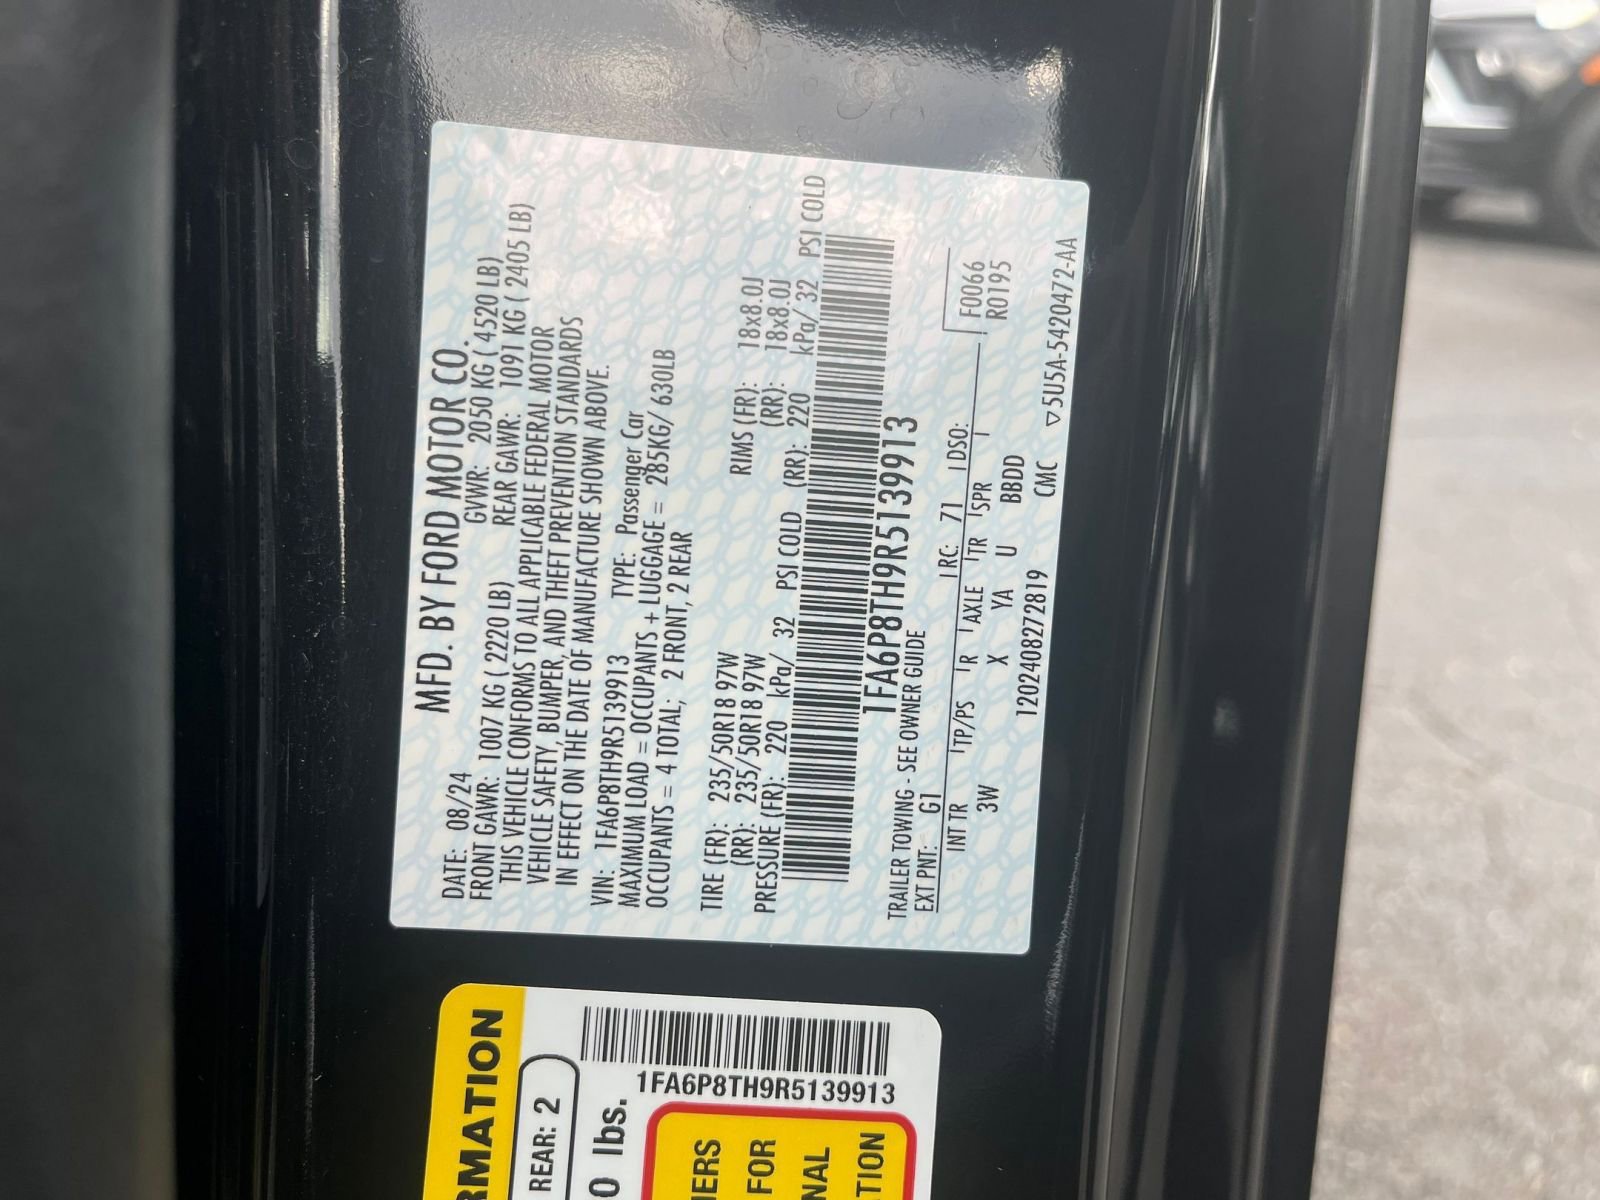 MFD. BY FORD MOTOR CO.
DATE: 08/24 GVWR: 2050 KG ( 4520 LB)
FRONT GAWR: 1007 KG ( 2220 LB) REAR GAWR: 1091 KG ( 2405 LB)
THIS VEHICLE CONFORMS TO ALL APPLICABLE FEDERAL MOTOR
VEHICLE SAFETY, BUMPER, AND THEFT PREVENTION STANDARDS
IN EFFECT ON THE DATE OF MANUFACTURE SHOWN ABOVE.
VIN: 1FA6P8TH9R5139913 TYPE: Passenger Car
MAXIMUM LOAD = OCCUPANTS + LUGGAGE = 285KG/ 630LB
OCCUPANTS = 4 TOTAL; 2 FRONT, 2 REAR
TIRE (FR): 235/50R18 97W RIMS (FR): 18x8.0J
(RR): 235/50R18 97W (RR): 18x8.0J
PRESSURE (FR): 220 kPa/ 32 PSI COLD (RR): 220 kPa/ 32 PSI COLD
1FA6P8TH9R5139913
TRAILER TOWING - SEE OWNER GUIDE
EXT PNT: G1 RC: 71 DSO: F0066
INT TR TP/PS R AXLE TR SPR R0195
3W X YA U BBDD
1202408272819 CMC ▽5U5A-5420472-AA
RMATION
REAR: 2
0 lbs.
1FA6P8TH9R5139913
IERS
FOR
NAL
TION